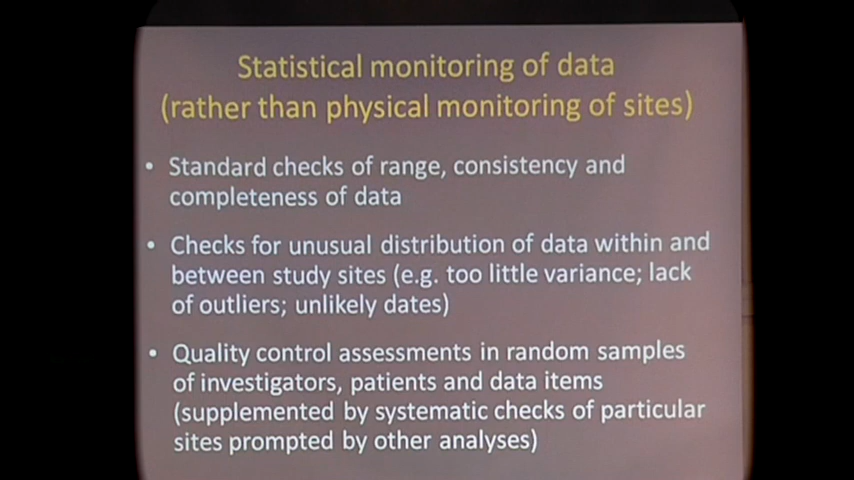 Statistical monitoring of data
(rather than physical monitoring of sites)
• Standard checks of range, consistency and
completeness of data
• Checks for unusual distribution of data within and
between study sites (e.g. too little variance; lack
of outliers; unlikely dates)
• Quality control assessments in random samples
of investigators, patients and data items
(supplemented by systematic checks of particular
sites prompted by other analyses)